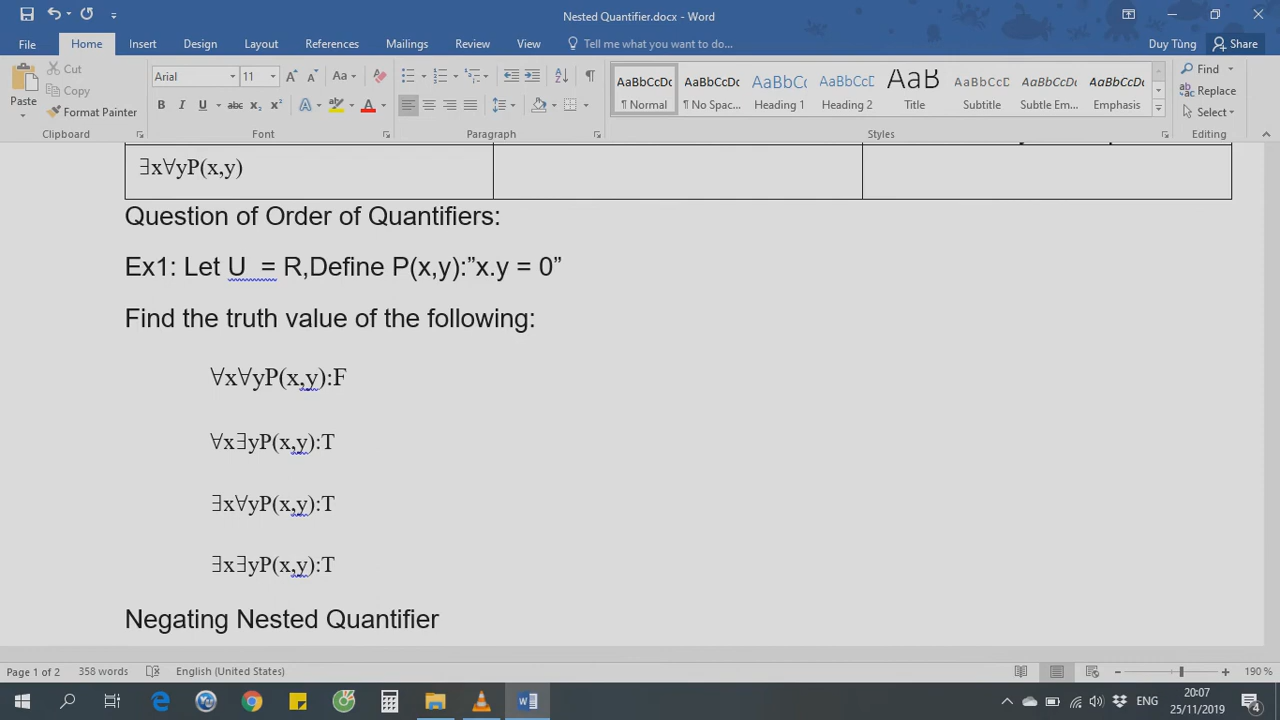 Nested Quantifier.docx - Word
File Home Insert Design Layout References Mailings Review View Tell me what you want to do... Duy Tùng Share
Paste Cut Copy Format Painter
Arial 11
Find Replace Select
AaBbCcDc AaBbCcDc AaBbCc AaBbCcC AaB AaBbCcC AaBbCcDc AaBbCcDc
¶ Normal ¶ No Spac... Heading 1 Heading 2 Title Subtitle Subtle Em... Emphasis
Clipboard Font Paragraph Styles Editing
∃x∀yP(x,y)
Question of Order of Quantifiers:
Ex1: Let U = R,Define P(x,y):”x.y = 0”
Find the truth value of the following:
∀x∀yP(x,y):F
∀x∃yP(x,y):T
∃x∀yP(x,y):T
∃x∃yP(x,y):T
Negating Nested Quantifier
Page 1 of 2 358 words English (United States) 190 %
ENG 20:07
25/11/2019 4